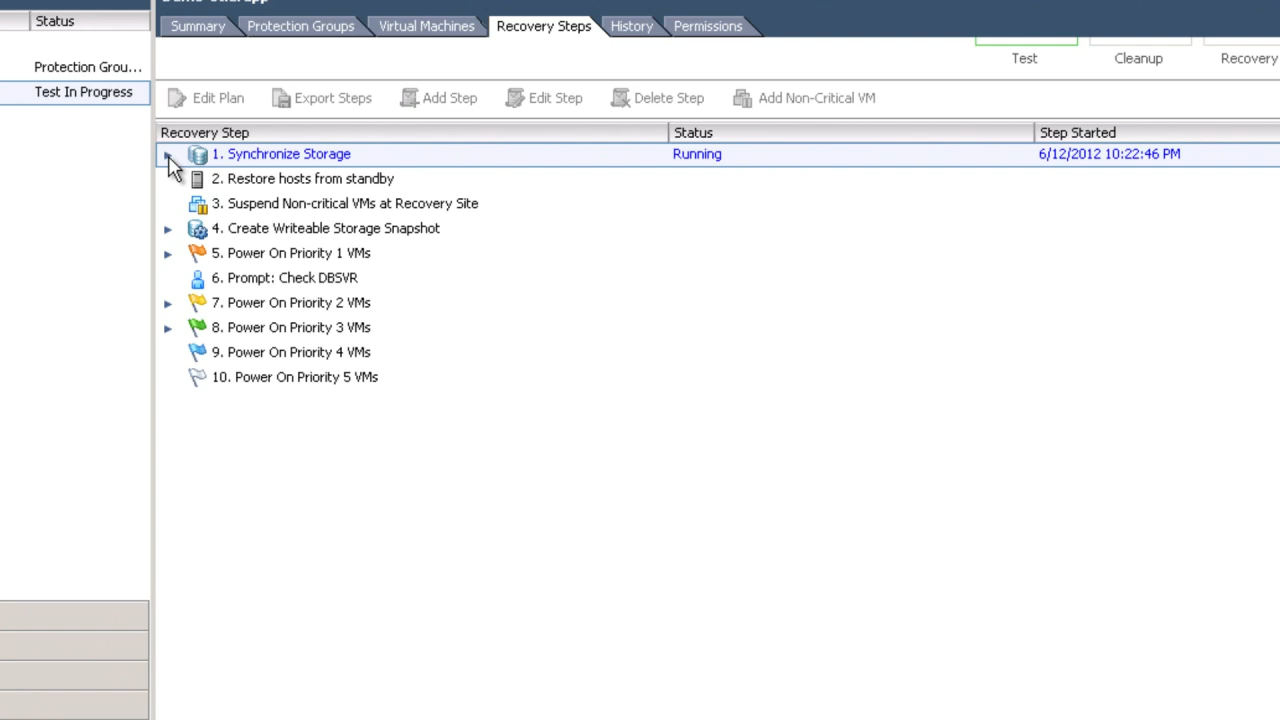 Status
Protection Grou...
Test In Progress
Summary Protection Groups Virtual Machines Recovery Steps History Permissions
Test Cleanup Recovery
Edit Plan Export Steps Add Step Edit Step Delete Step Add Non-Critical VM
Recovery Step Status Step Started
1. Synchronize Storage Running 6/12/2012 10:22:46 PM
2. Restore hosts from standby
3. Suspend Non-critical VMs at Recovery Site
4. Create Writeable Storage Snapshot
5. Power On Priority 1 VMs
6. Prompt: Check DBSVR
7. Power On Priority 2 VMs
8. Power On Priority 3 VMs
9. Power On Priority 4 VMs
10. Power On Priority 5 VMs